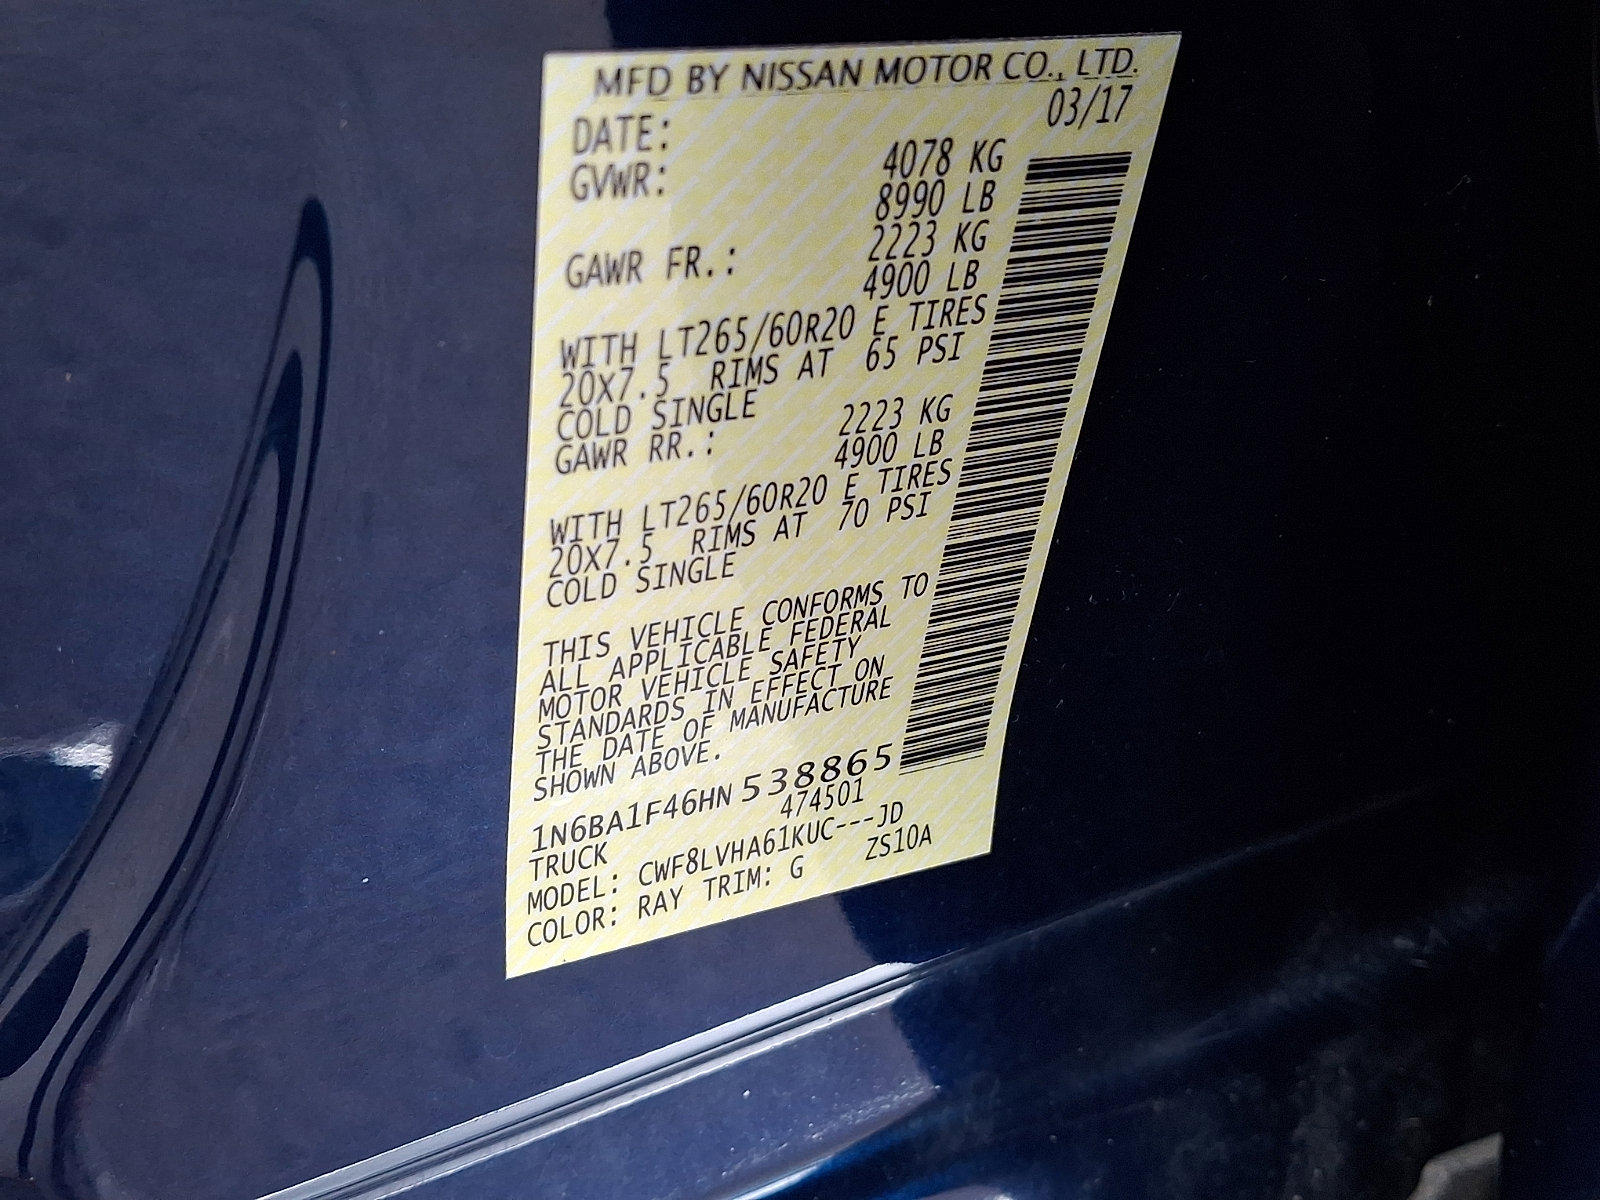 MFD BY NISSAN MOTOR CO., LTD.
DATE: 03/17
GVWR: 4078 KG
8990 LB
GAWR FR.: 2223 KG
4900 LB
WITH LT265/60R20 E TIRES
20X7.5 RIMS AT 65 PSI
COLD SINGLE
GAWR RR.: 2223 KG
4900 LB
WITH LT265/60R20 E TIRES
20X7.5 RIMS AT 70 PSI
COLD SINGLE
THIS VEHICLE CONFORMS TO
ALL APPLICABLE FEDERAL
MOTOR VEHICLE SAFETY
STANDARDS IN EFFECT ON
THE DATE OF MANUFACTURE
SHOWN ABOVE.
1N6BA1F46HN538865
TRUCK 474501
MODEL: CWF8LVHA61KUC---JD
COLOR: RAY TRIM: G ZS10A